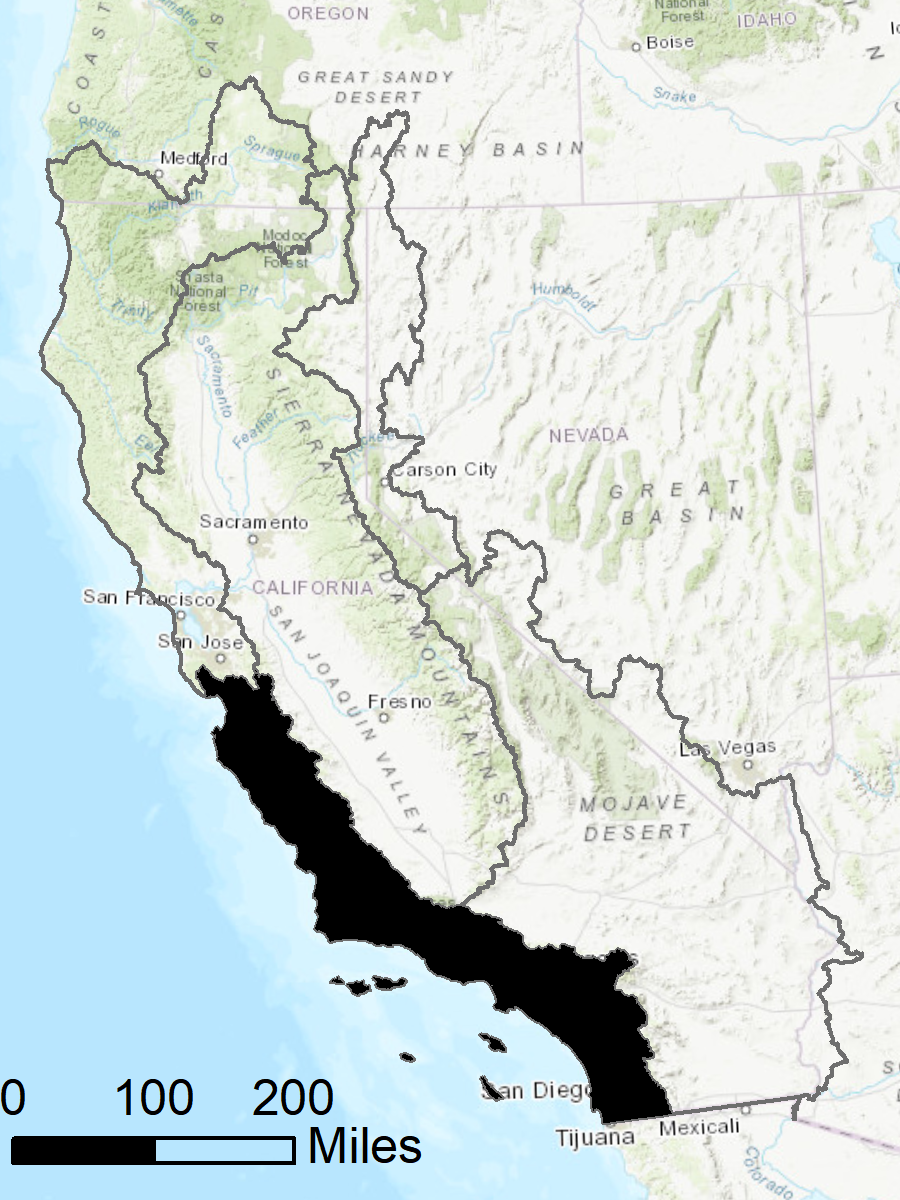 OREGON
National
Forest
IDAHO
Boise
COAST
CAS
GREAT SANDY
DESERT
Snake
Rogue
HARNEY BASIN
Medford
Sprague
Klamath
Modoc
National
Forest
Shasta
National
Forest
Pit
Trinity
Humboldt
Sacramento
SIERRA NEVADA MOUNTAINS
Feather
Truckee
NEVADA
Eel
Carson City
GREAT
BASIN
Sacramento
CALIFORNIA
San Francisco
San Jose
SAN JOAQUIN VALLEY
Fresno
Las Vegas
MOJAVE
DESERT
0 100 200
Miles
San Diego
Tijuana
Mexicali
Colorado